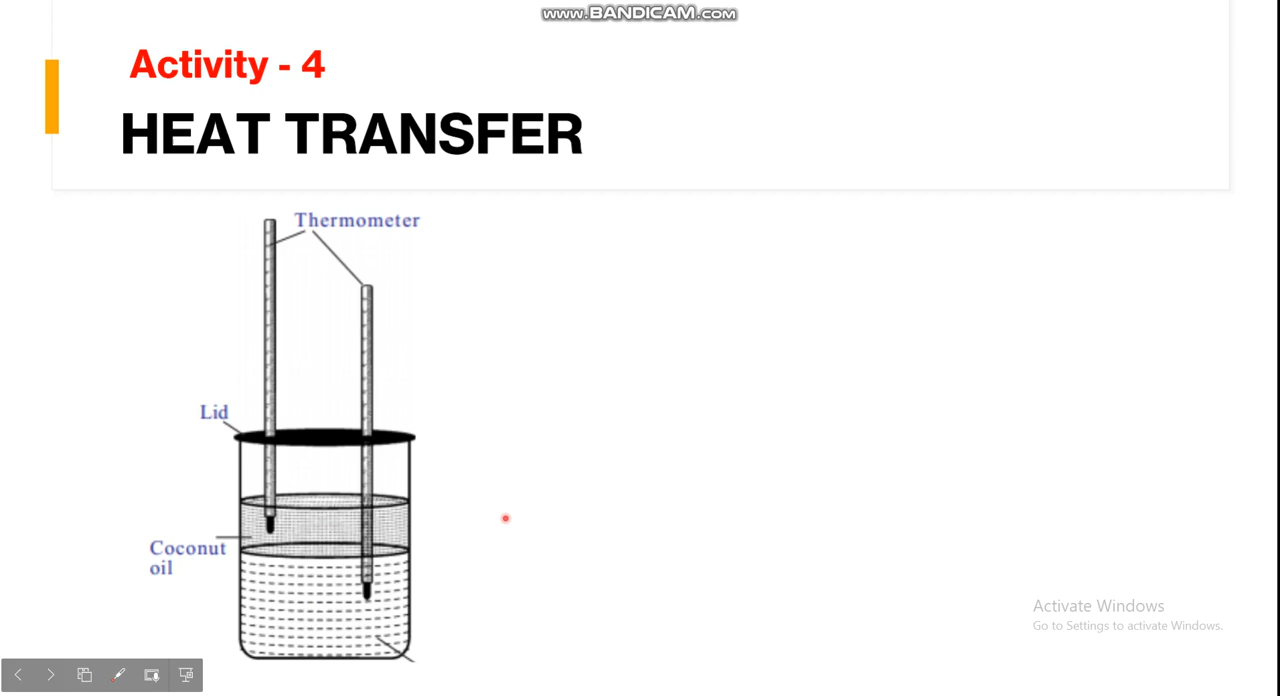 www.BANDICAM.com
Activity - 4
HEAT TRANSFER
Thermometer
Lid
Coconut
oil
Activate Windows
Go to Settings to activate Windows.